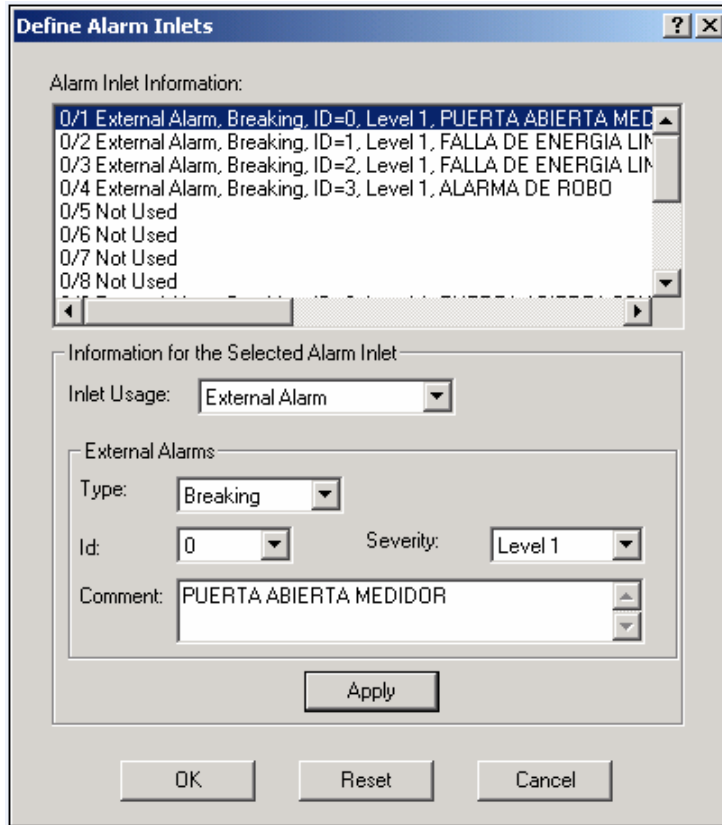 Define Alarm Inlets
Alarm Inlet Information:
0/1 External Alarm, Breaking, ID=0, Level 1, PUERTA ABIERTA MED
0/2 External Alarm, Breaking, ID=1, Level 1, FALLA DE ENERGIA LIN
0/3 External Alarm, Breaking, ID=2, Level 1, FALLA DE ENERGIA LIN
0/4 External Alarm, Breaking, ID=3, Level 1, ALARMA DE ROBO
0/5 Not Used
0/6 Not Used
0/7 Not Used
0/8 Not Used
Information for the Selected Alarm Inlet
Inlet Usage: External Alarm
External Alarms
Type: Breaking
Id: 0 Severity: Level 1
Comment: PUERTA ABIERTA MEDIDOR
Apply
OK Reset Cancel